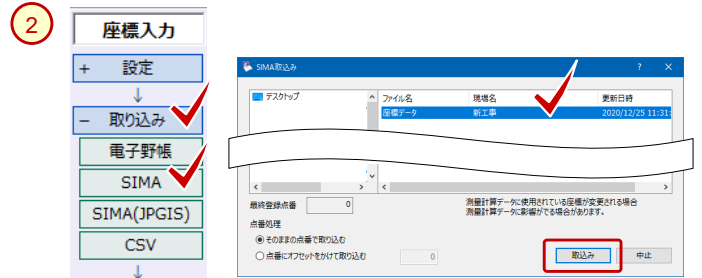 2
座標入力
+ 設定
↓
− 取り込み
電子野帳
SIMA
SIMA(JPGIS)
CSV
↓
SIMA取込み ? ×
デスクトップ
ファイル名 現場名 更新日時
座標データ 新工事 2020/12/25 11:31:
最終登録点番 0
測量計算データに使用されている座標が変更される場合
測量計算データに影響がでる場合があります。
点番処理
そのままの点番で取り込む
点番にオフセットをかけて取り込む 0
取込み 中止